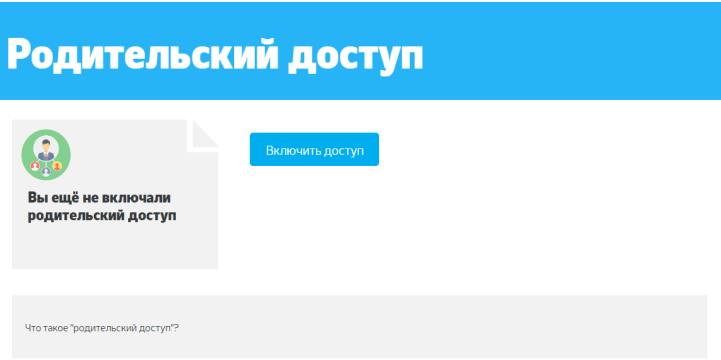 Родительский доступ
Включить доступ
Вы ещё не включали
родительский доступ
Что такое "родительский доступ"?